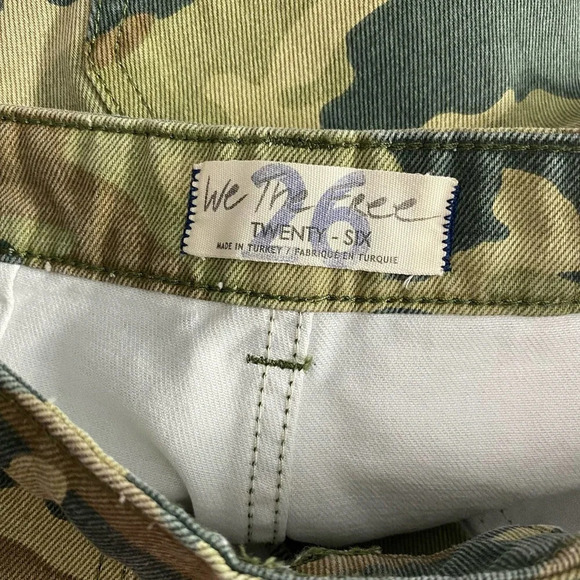 We The Free
26
TWENTY - SIX
MADE IN TURKEY / FABRIQUE EN TURQUIE